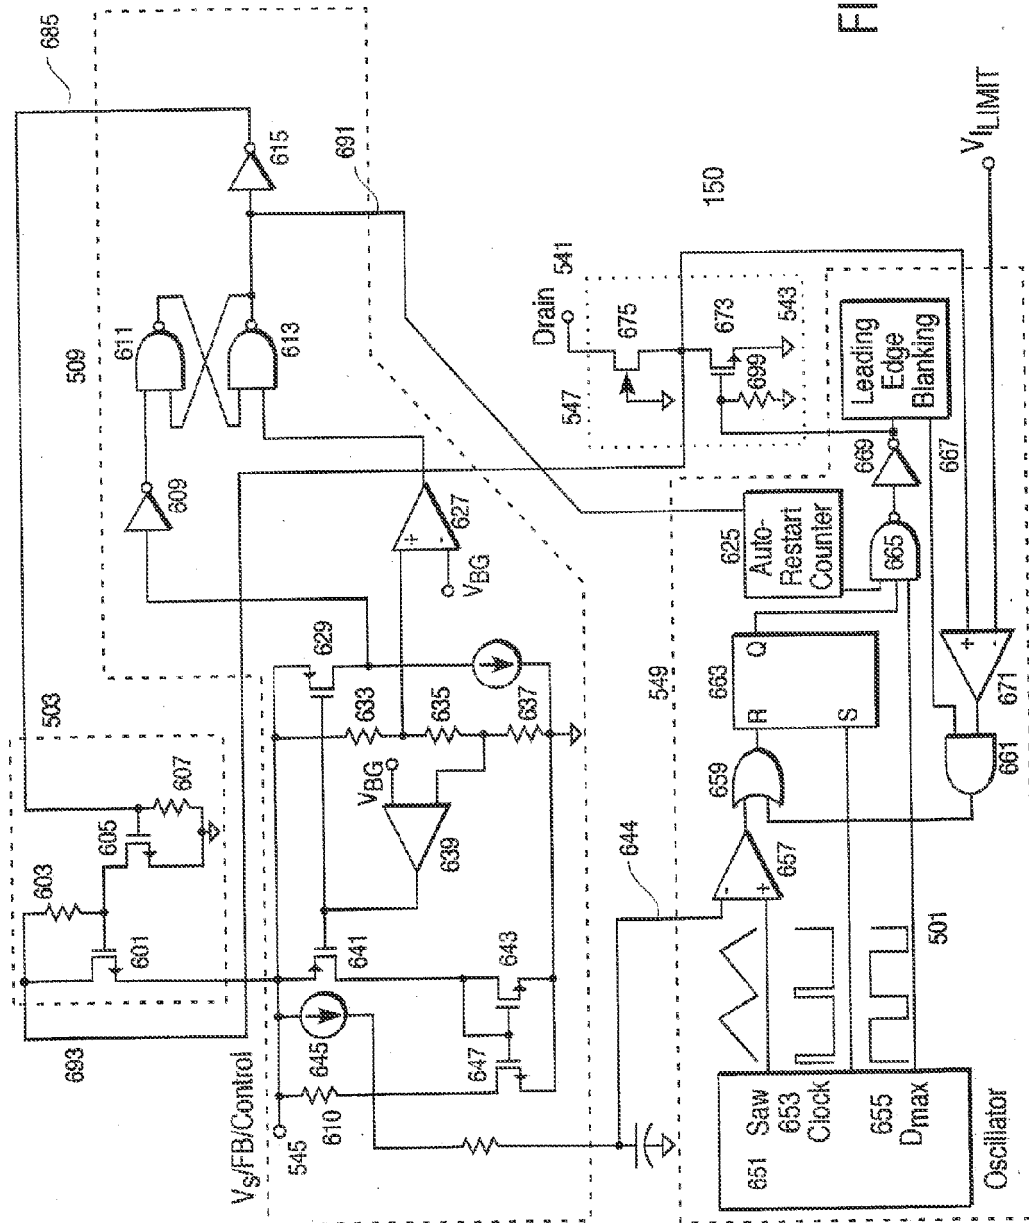 685
509
503
611
615
613
691
609
603
605
607
601
693
629
627
+
-
VBG
633
635
637
VBG
639
641
643
645
647
610
545
VS/FB/Control
541
Drain
547
675
673
699
543
150
FI
VILIMIT
644
549
625
Auto-
Restart
Counter
669
Leading
Edge
Blanking
667
665
663
R
Q
S
659
657
-
+
661
671
+
-
501
651 Saw
653
Clock
655
Dmax
Oscillator